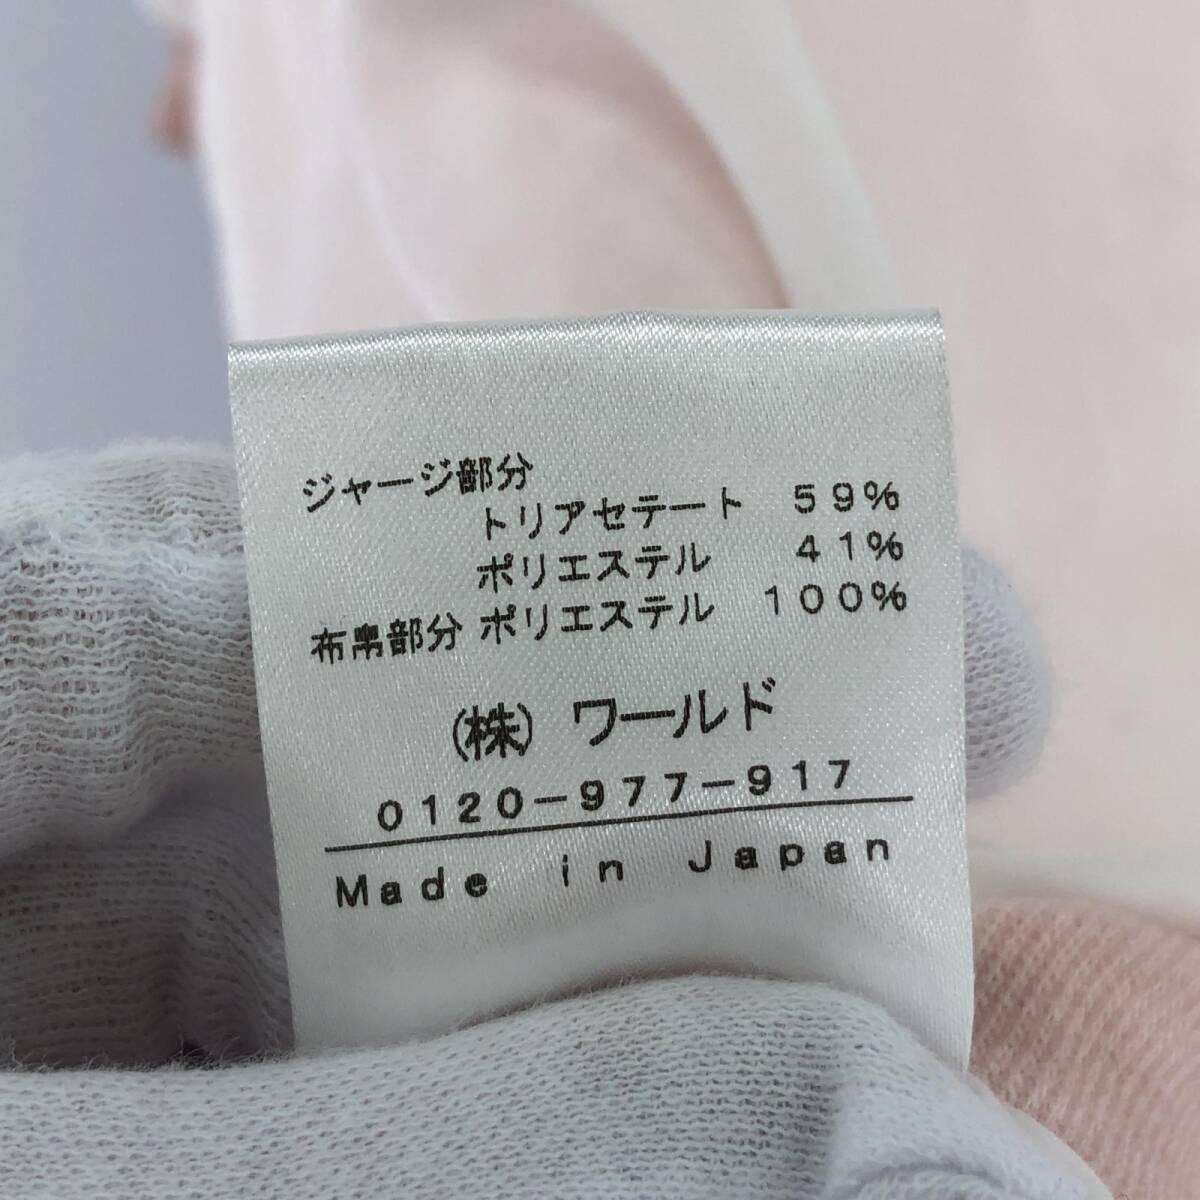 ジャージ部分
トリアセテート 59%
ポリエステル 41%
布帛部分 ポリエステル 100%
(株) ワールド
0120-977-917
Made in Japan